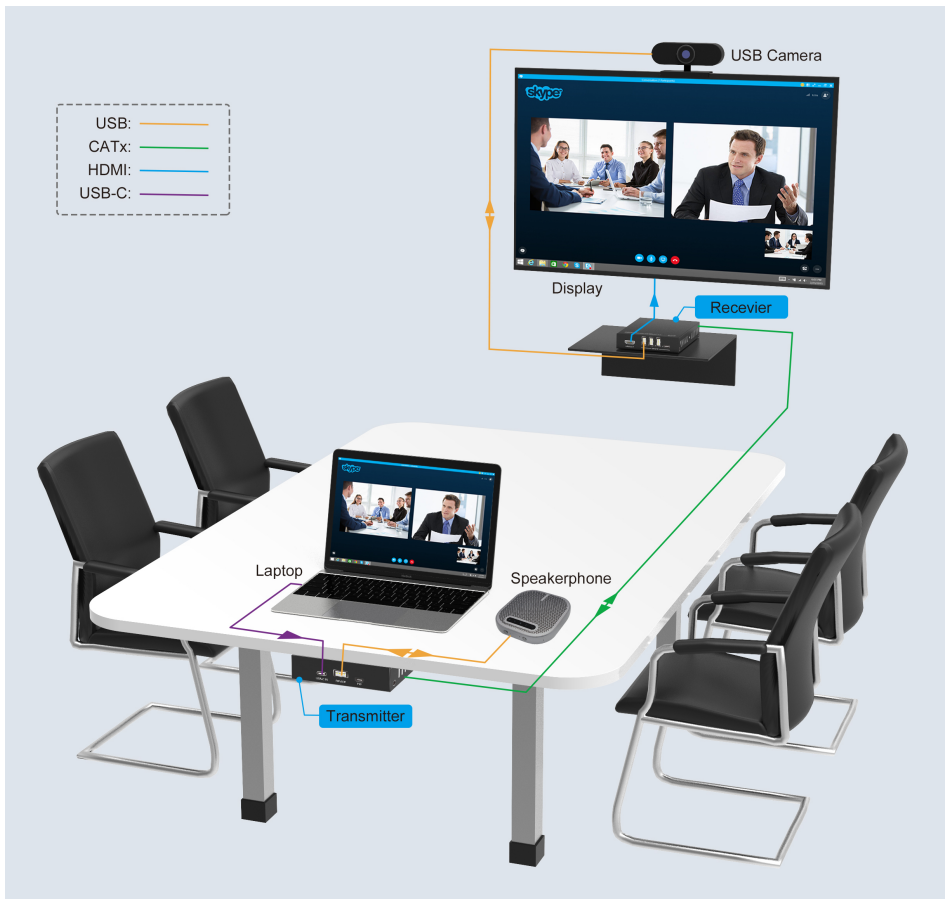 USB Camera
skype
USB:
CATx:
HDMI:
USB-C:
Display
Recevier
skype
Laptop
Speakerphone
Transmitter